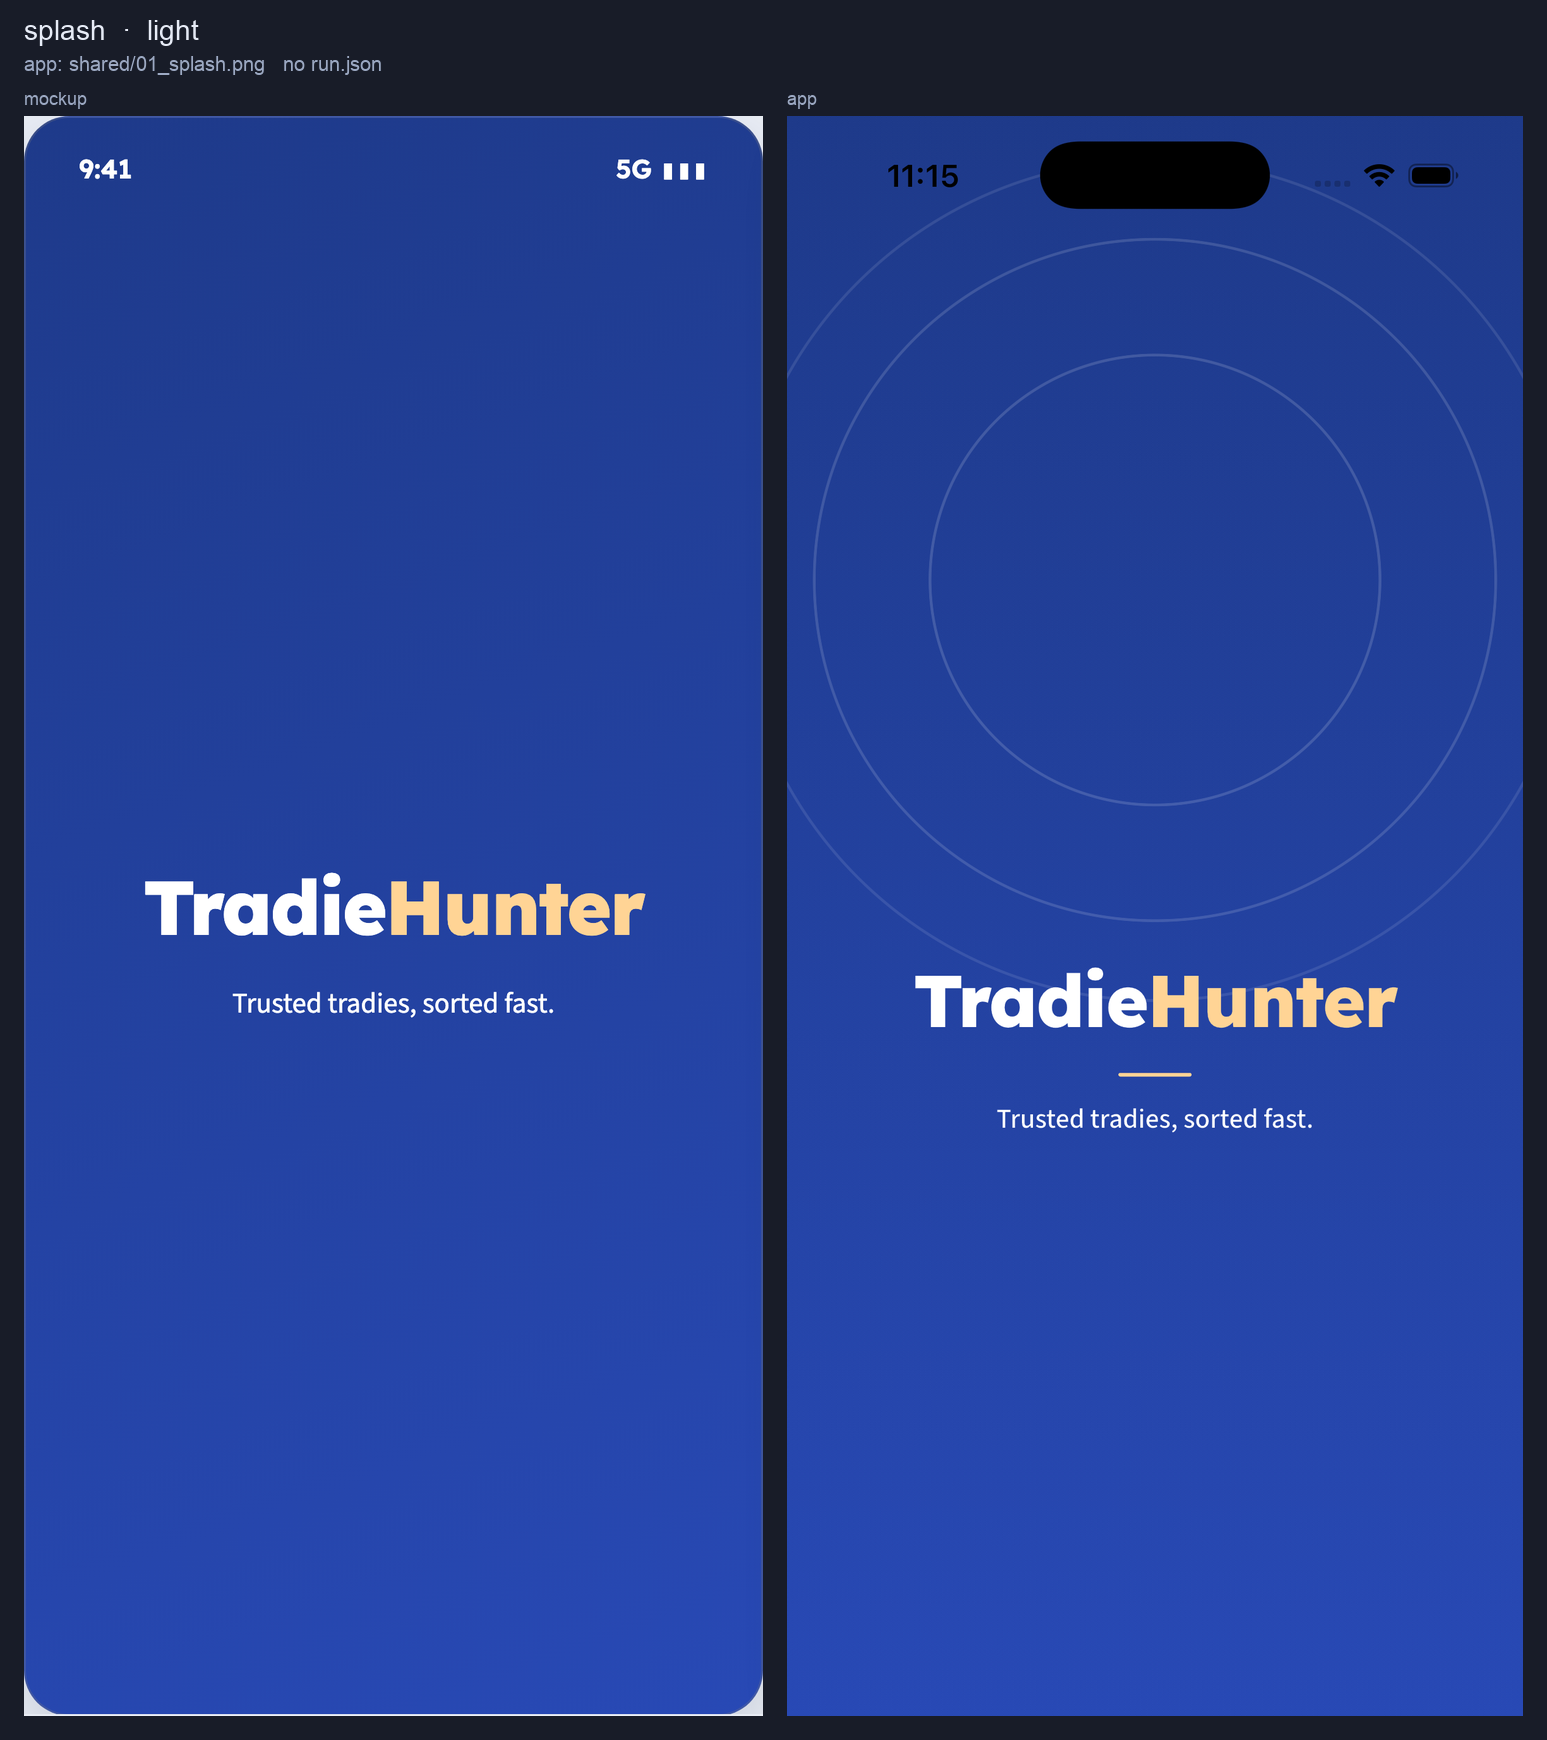 splash · light
app: shared/01_splash.png no run.json
mockup
9:41 5G
TradieHunter
Trusted tradies, sorted fast.
app
11:15
TradieHunter
Trusted tradies, sorted fast.